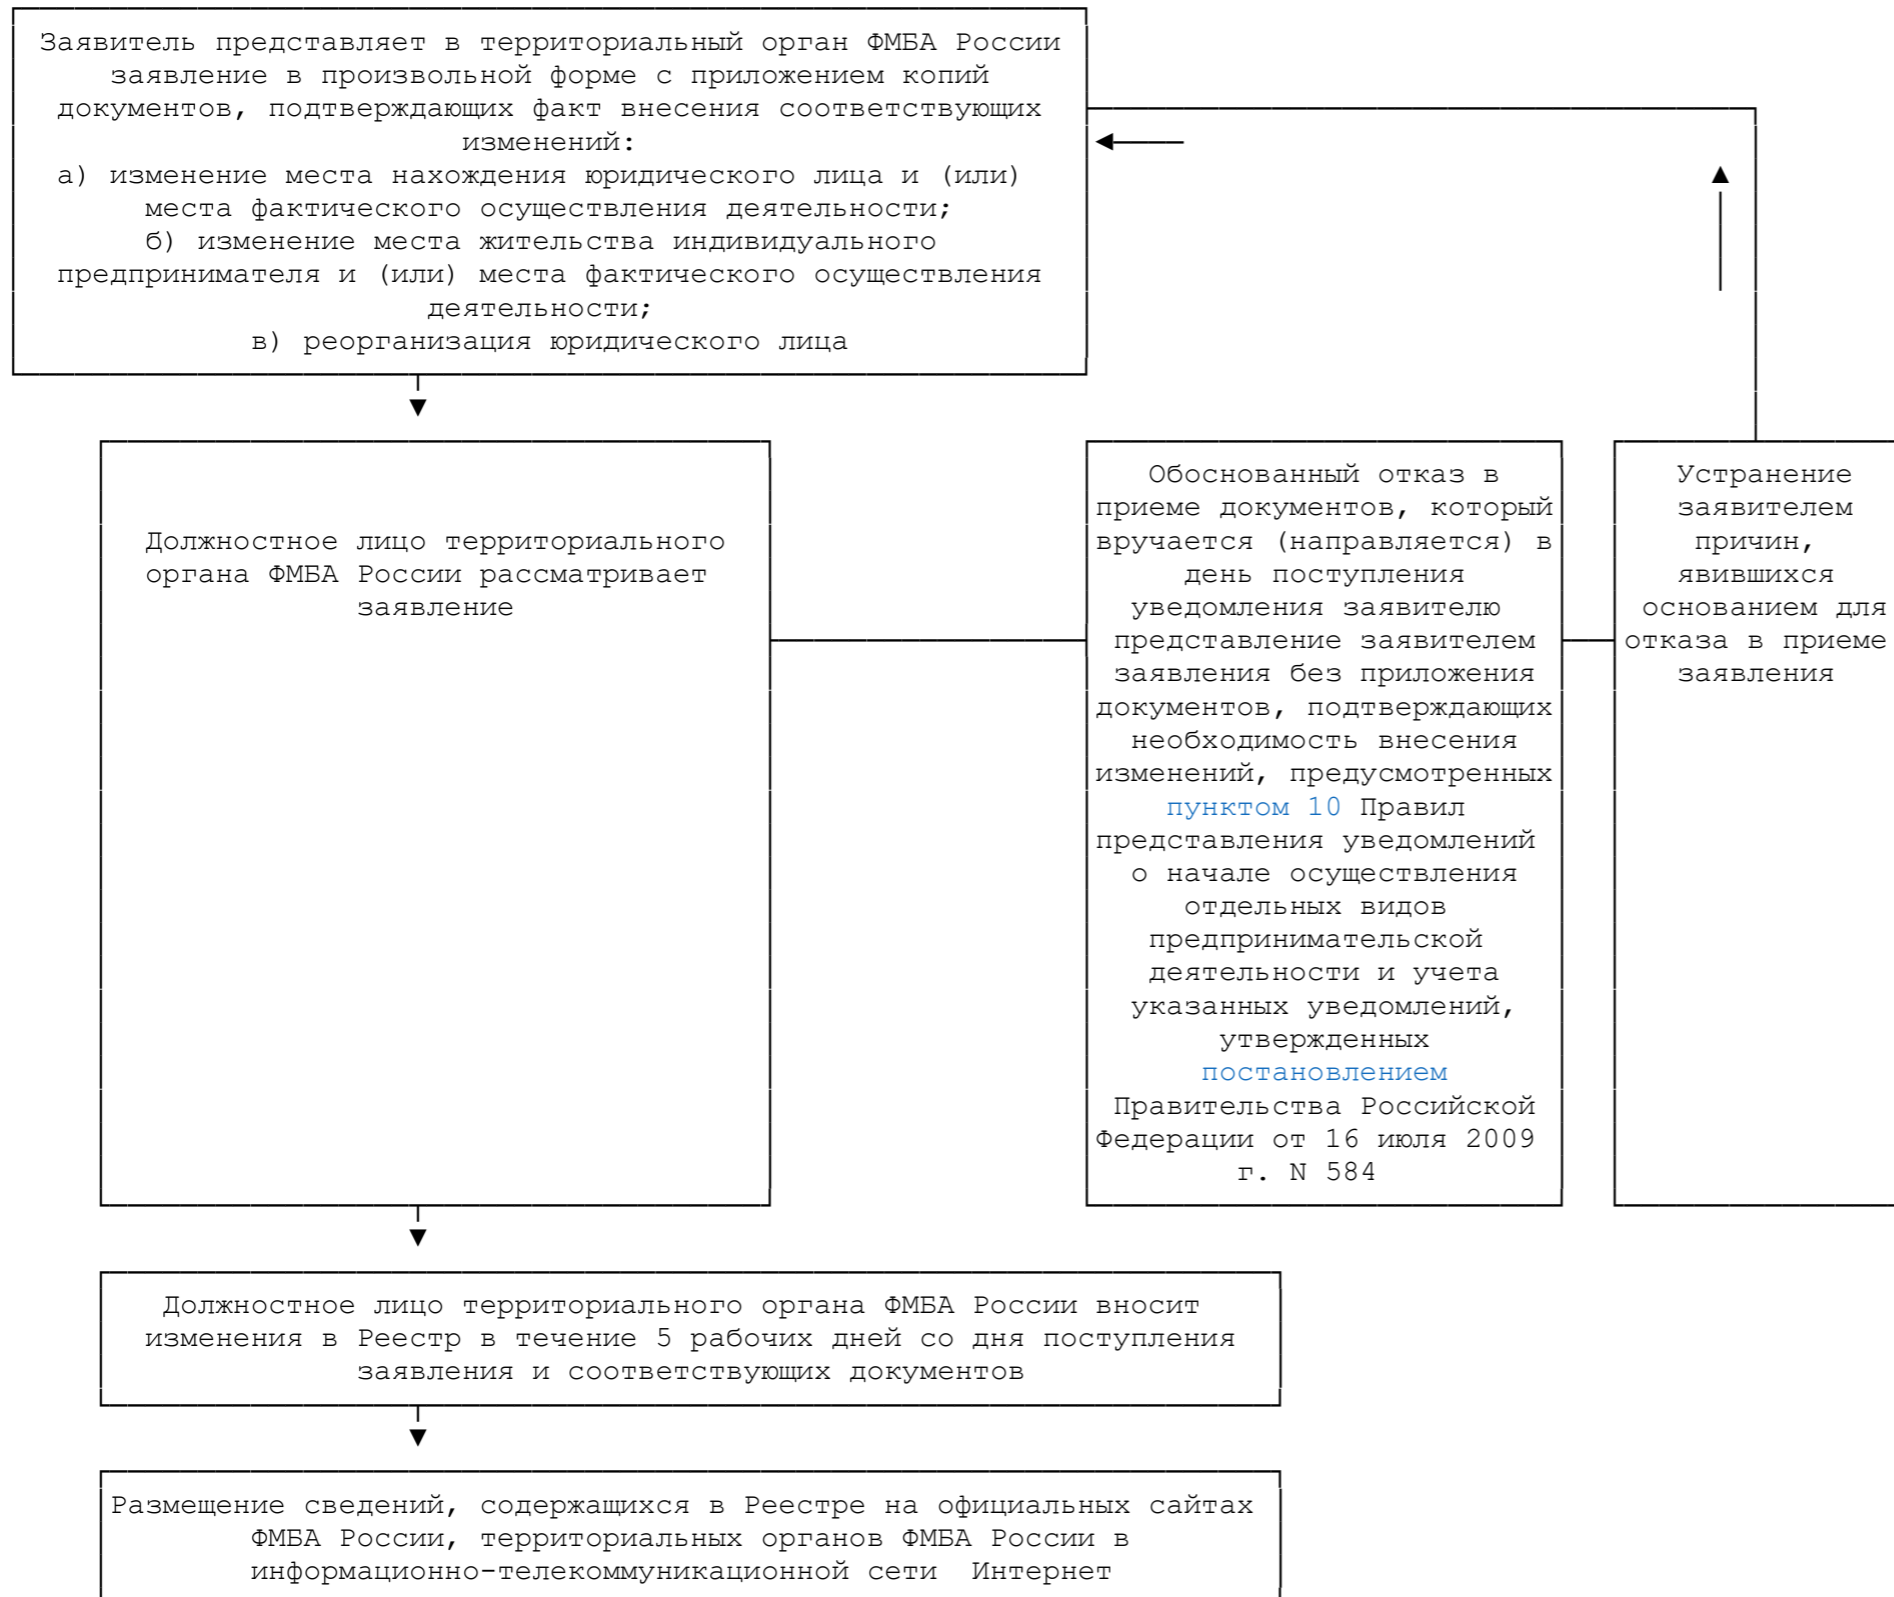 Заявитель представляет в территориальный орган ФМБА России
заявление в произвольной форме с приложением копий
документов, подтверждающих факт внесения соответствующих
изменений:
а) изменение места нахождения юридического лица и (или)
места фактического осуществления деятельности;
б) изменение места жительства индивидуального
предпринимателя и (или) места фактического осуществления
деятельности;
в) реорганизация юридического лица
Должностное лицо территориального
органа ФМБА России рассматривает
заявление
Обоснованный отказ в
приеме документов, который
вручается (направляется) в
день поступления
уведомления заявителю
представление заявителем
заявления без приложения
документов, подтверждающих
необходимость внесения
изменений, предусмотренных
пунктом 10 Правил
представления уведомлений
о начале осуществления
отдельных видов
предпринимательской
деятельности и учета
указанных уведомлений,
утвержденных
постановлением
Правительства Российской
Федерации от 16 июля 2009
г. N 584
Устранение
заявителем
причин,
явившихся
основанием для
отказа в приеме
заявления
Должностное лицо территориального органа ФМБА России вносит
изменения в Реестр в течение 5 рабочих дней со дня поступления
заявления и соответствующих документов
Размещение сведений, содержащихся в Реестре на официальных сайтах
ФМБА России, территориальных органов ФМБА России в
информационно-телекоммуникационной сети Интернет